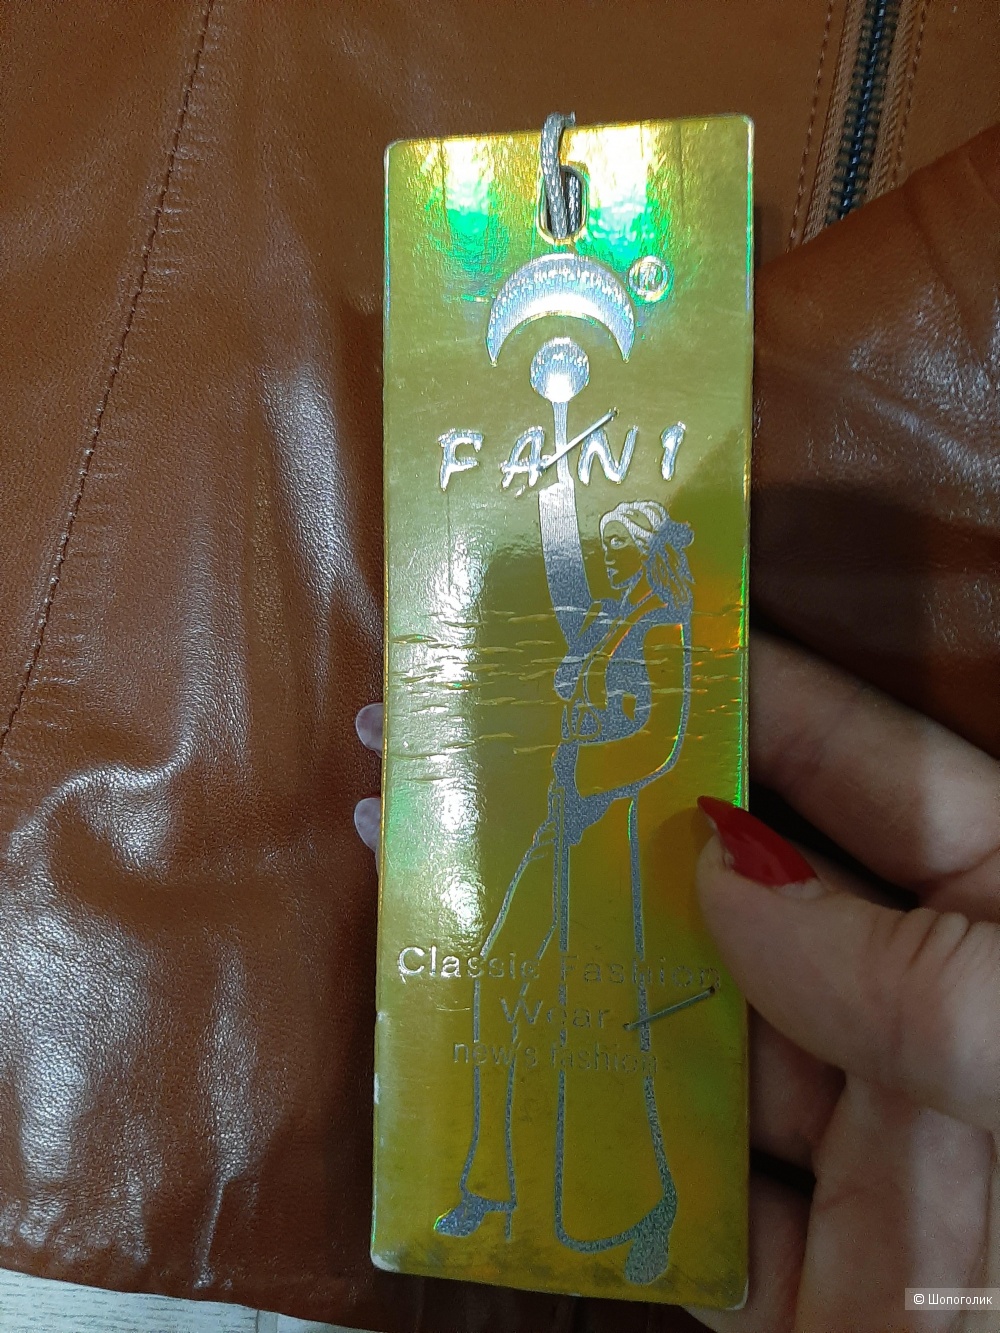 ®
FANI
Classic Fashion
Wear
new's fashion
© Шопоголик